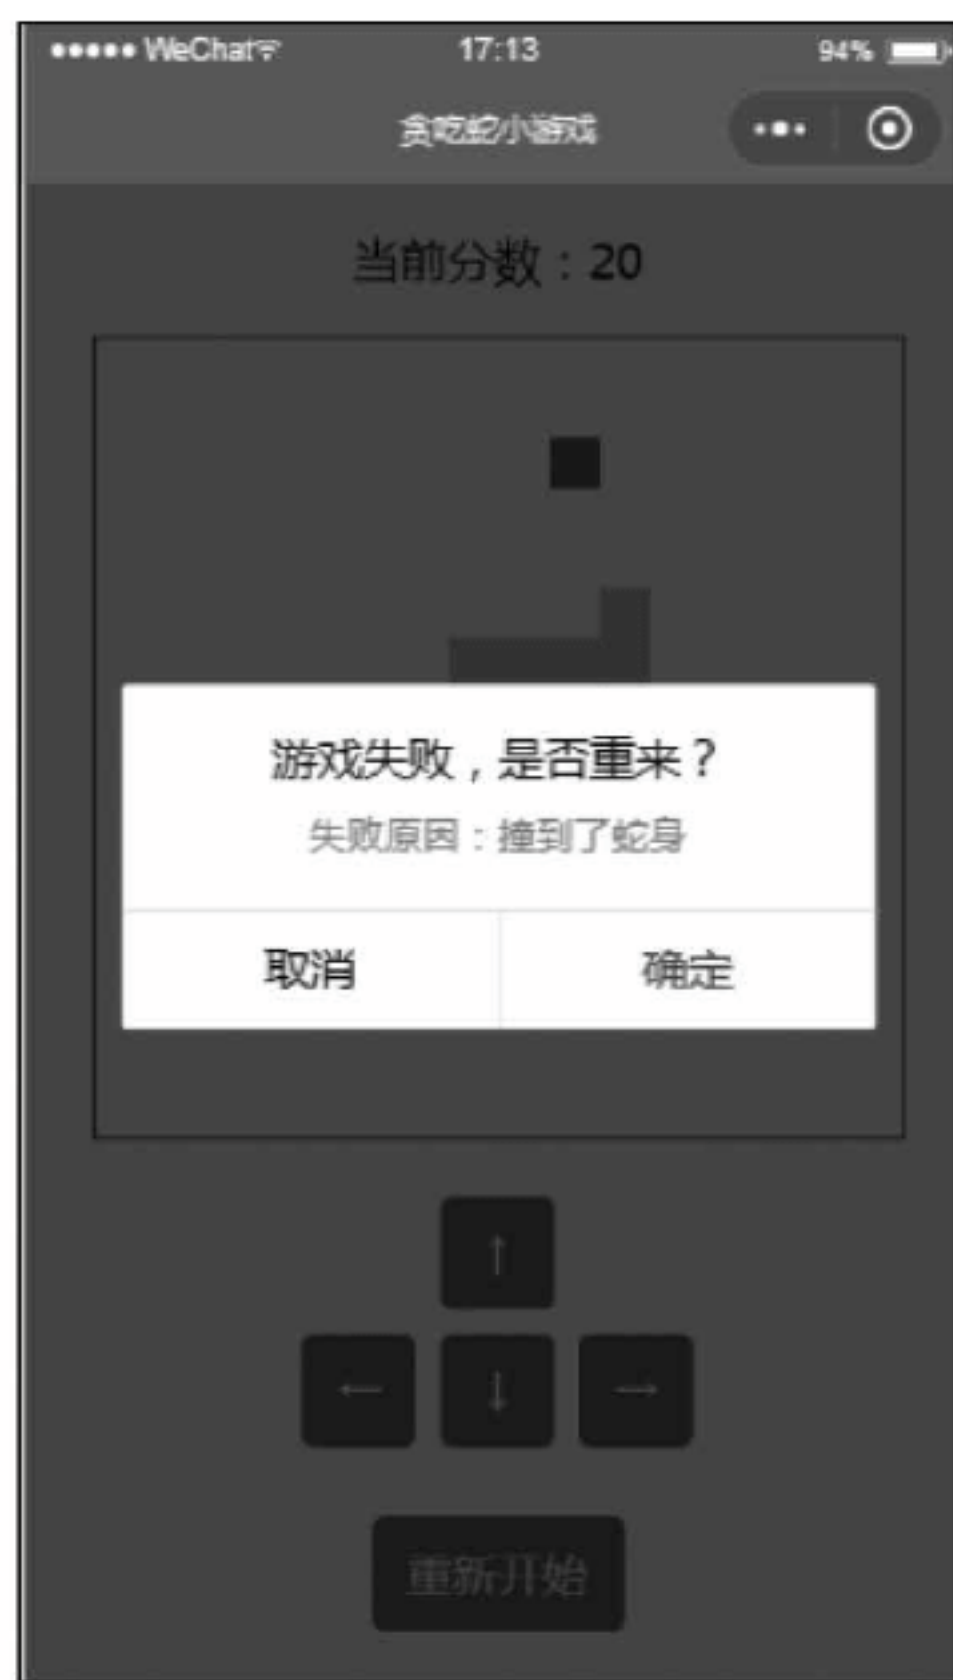 WeChat 17:13 94%
贪吃蛇小游戏
当前分数：20
游戏失败，是否重来？
失败原因：撞到了蛇身
取消 确定
↑
← ↓ →
重新开始